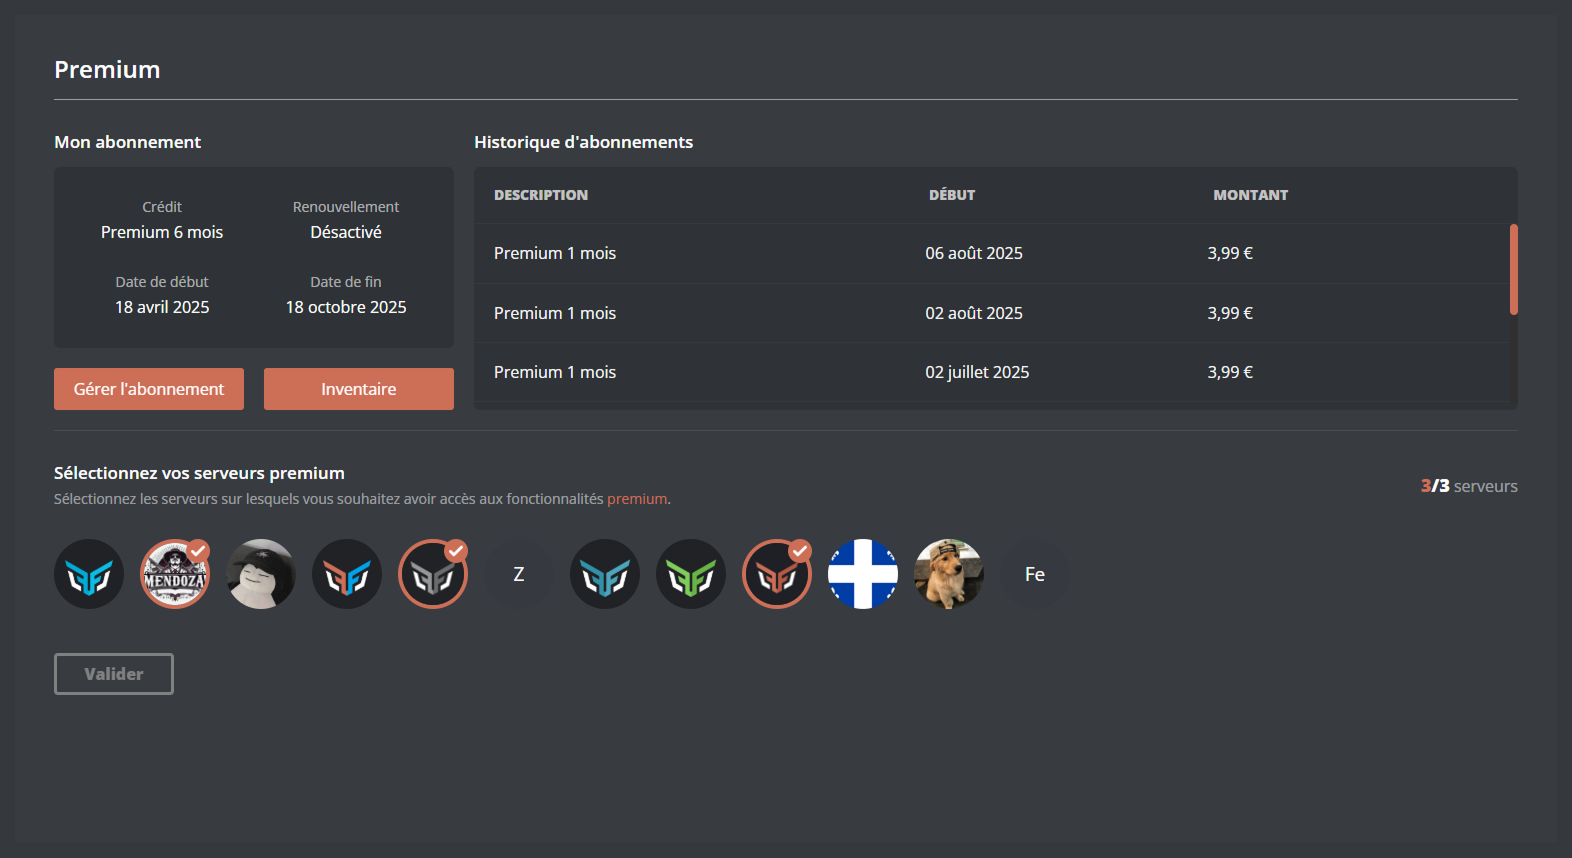 Premium
Mon abonnement
Crédit
Premium 6 mois
Renouvellement
Désactivé
Date de début
18 avril 2025
Date de fin
18 octobre 2025
Gérer l'abonnement
Inventaire
Historique d'abonnements
DESCRIPTION DÉBUT MONTANT
Premium 1 mois 06 août 2025 3,99 €
Premium 1 mois 02 août 2025 3,99 €
Premium 1 mois 02 juillet 2025 3,99 €
Sélectionnez vos serveurs premium
Sélectionnez les serveurs sur lesquels vous souhaitez avoir accès aux fonctionnalités premium.
3/3 serveurs
MENDOZA
Z
Fe
Valider